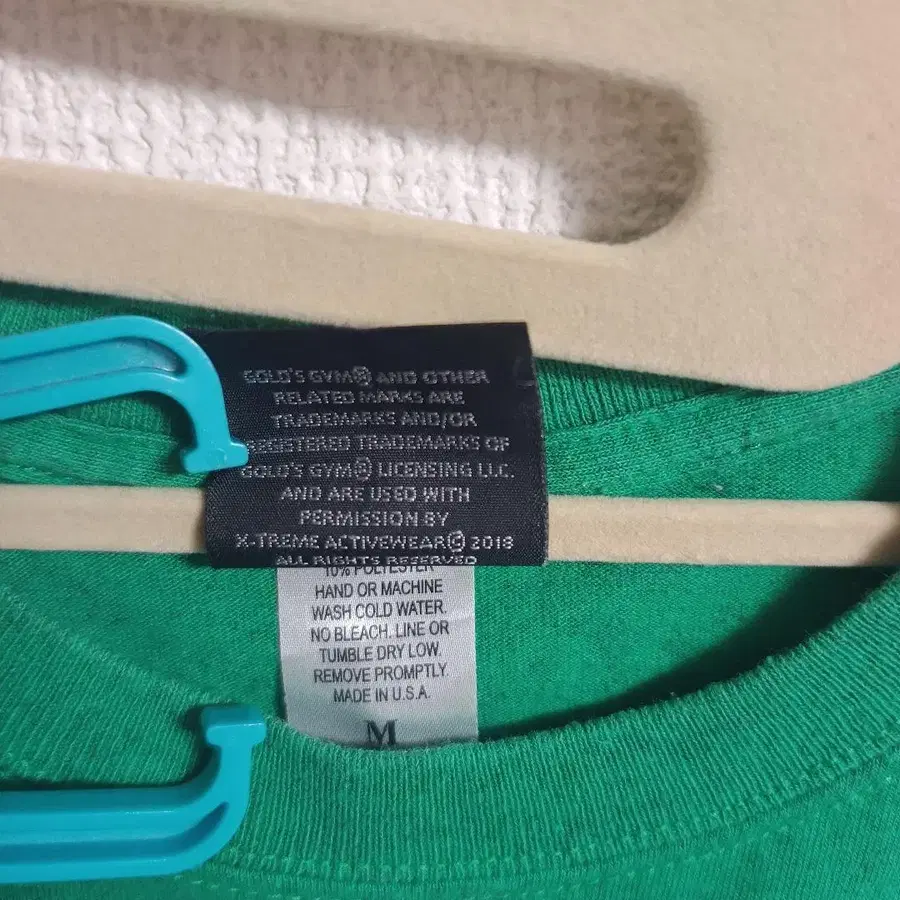 GOLD'S GYM® AND OTHER
RELATED MARKS ARE
TRADEMARKS AND/OR
REGISTERED TRADEMARKS OF
GOLD'S GYM® LICENSING LLC.
AND ARE USED WITH
PERMISSION BY
X-TREME ACTIVEWEAR© 2018
ALL RIGHTS RESERVED
10% POLYESTER
HAND OR MACHINE
WASH COLD WATER.
NO BLEACH. LINE OR
TUMBLE DRY LOW.
REMOVE PROMPTLY.
MADE IN U.S.A.
M